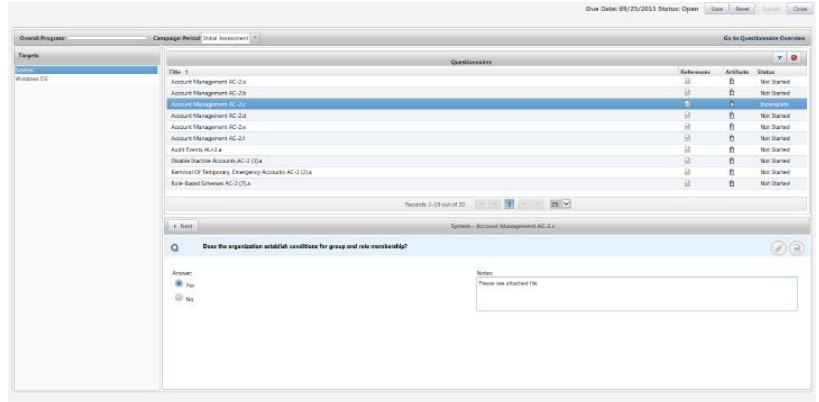 Due Date: 09/25/2015 Status: Open Save Reset Submit Close
Overall Progress: Campaign Period: Initial Assessment Go to Questionnaire Overview
Targets
System
Windows OS
Questionnaires
Title References Artifacts Status
Account Management AC-2.a Not Started
Account Management AC-2.b Not Started
Account Management AC-2.c Incomplete
Account Management AC-2.d Not Started
Account Management AC-2.e Not Started
Account Management AC-2.f Not Started
Audit Events AU-2.a Not Started
Disable Inactive Accounts AC-2 (3).a Not Started
Removal Of Temporary, Emergency Accounts AC-2 (2).a Not Started
Role-Based Schemes AC-2 (7).a Not Started
Records 1-10 out of 10 1 25
Next System - Account Management AC-2.c
Q Does the organization establish conditions for group and role membership?
Answer: Notes:
Yes Please see attached file
No